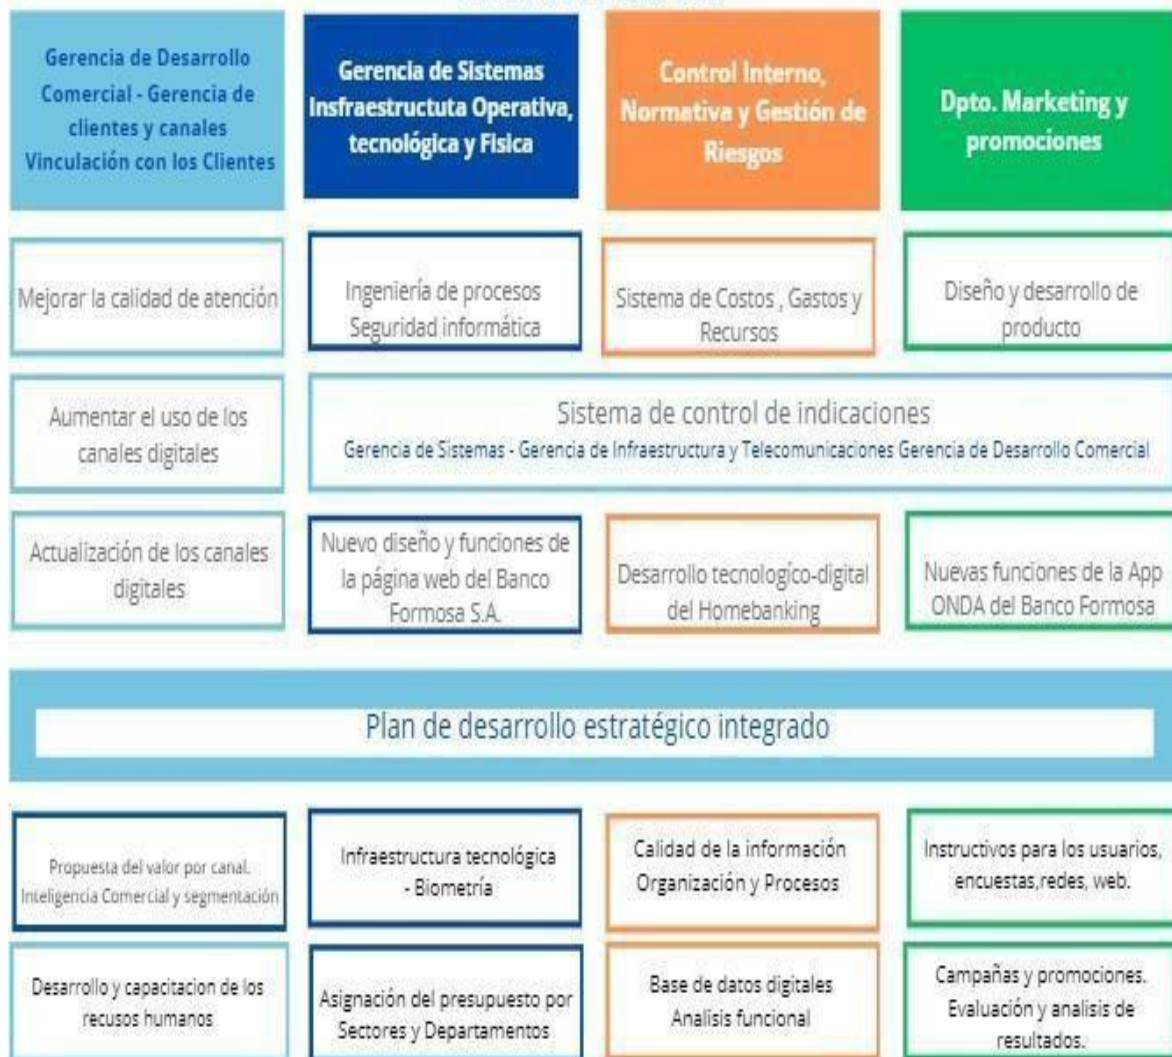 Gerencia de Desarrollo
Comercial - Gerencia de
clientes y canales
Vinculación con los Clientes
Gerencia de Sistemas
Insfraestructuta Operativa,
tecnológica y Fisica
Control Interno,
Normativa y Gestión de
Riesgos
Dpto. Marketing y
promociones
Mejorar la calidad de atención
Ingeniería de procesos
Seguridad informática
Sistema de Costos , Gastos y
Recursos
Diseño y desarrollo de
producto
Aumentar el uso de los
canales digitales
Sistema de control de indicaciones
Gerencia de Sistemas - Gerencia de Infraestructura y Telecomunicaciones Gerencia de Desarrollo Comercial
Actualización de los canales
digitales
Nuevo diseño y funciones de
la página web del Banco
Formosa S.A.
Desarrollo tecnologíco-digital
del Homebanking
Nuevas funciones de la App
ONDA del Banco Formosa
Plan de desarrollo estratégico integrado
Propuesta del valor por canal.
Inteligencia Comercial y segmentación
Infraestructura tecnológica
- Biometría
Calidad de la información
Organización y Procesos
Instructivos para los usuarios,
encuestas,redes, web.
Desarrollo y capacitacion de los
recusos humanos
Asignación del presupuesto por
Sectores y Departamentos
Base de datos digitales
Analisis funcional
Campañas y promociones.
Evaluación y analisis de
resultados.